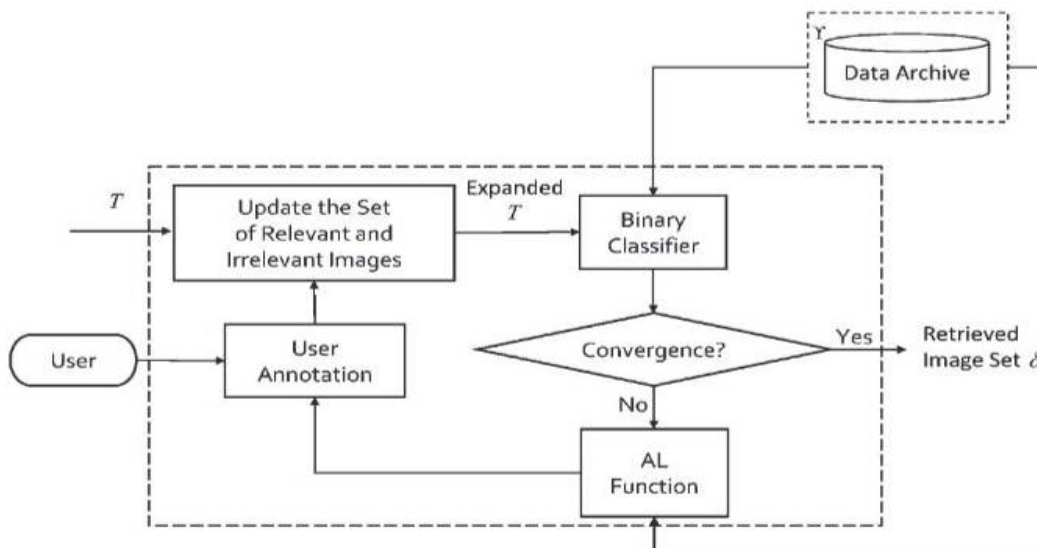 ϒ
Data Archive
T
Update the Set
of Relevant and
Irrelevant Images
Expanded
T
Binary
Classifier
User
User
Annotation
Convergence?
Yes
Retrieved
Image Set
No
AL
Function